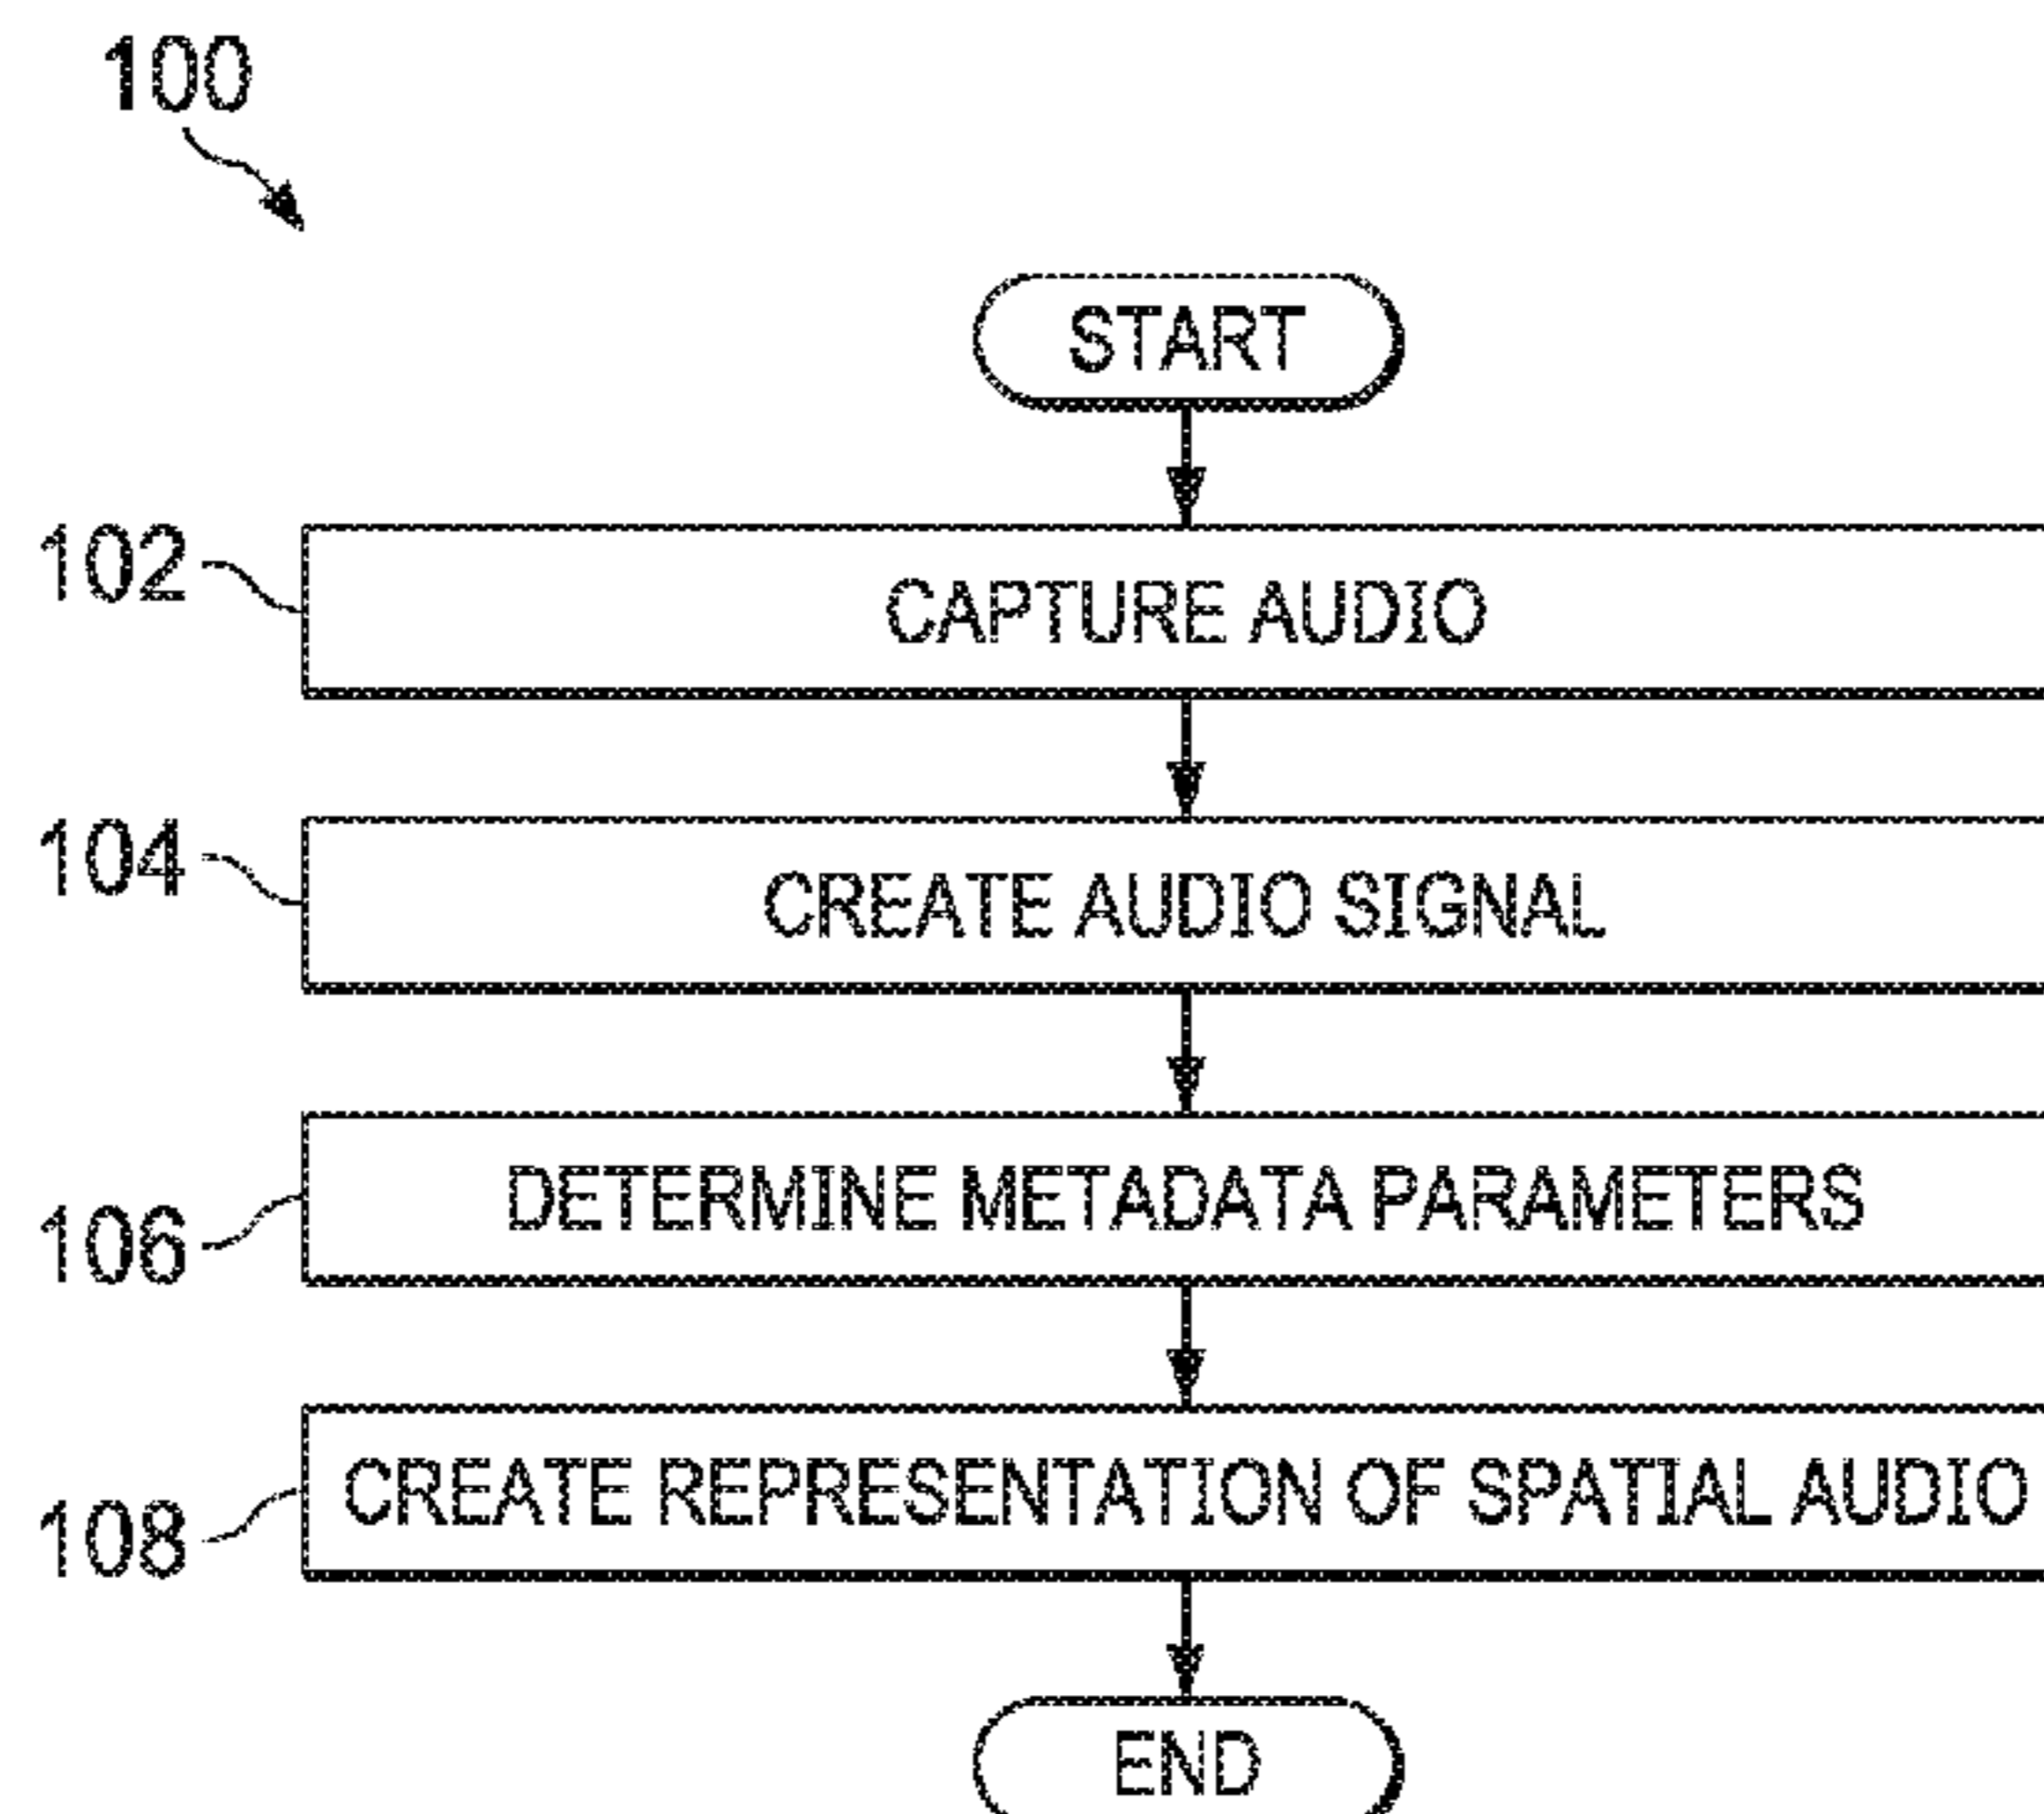 100
START
102
CAPTURE AUDIO
104
CREATE AUDIO SIGNAL
106
DETERMINE METADATA PARAMETERS
108
CREATE REPRESENTATION OF SPATIAL AUDIO
END